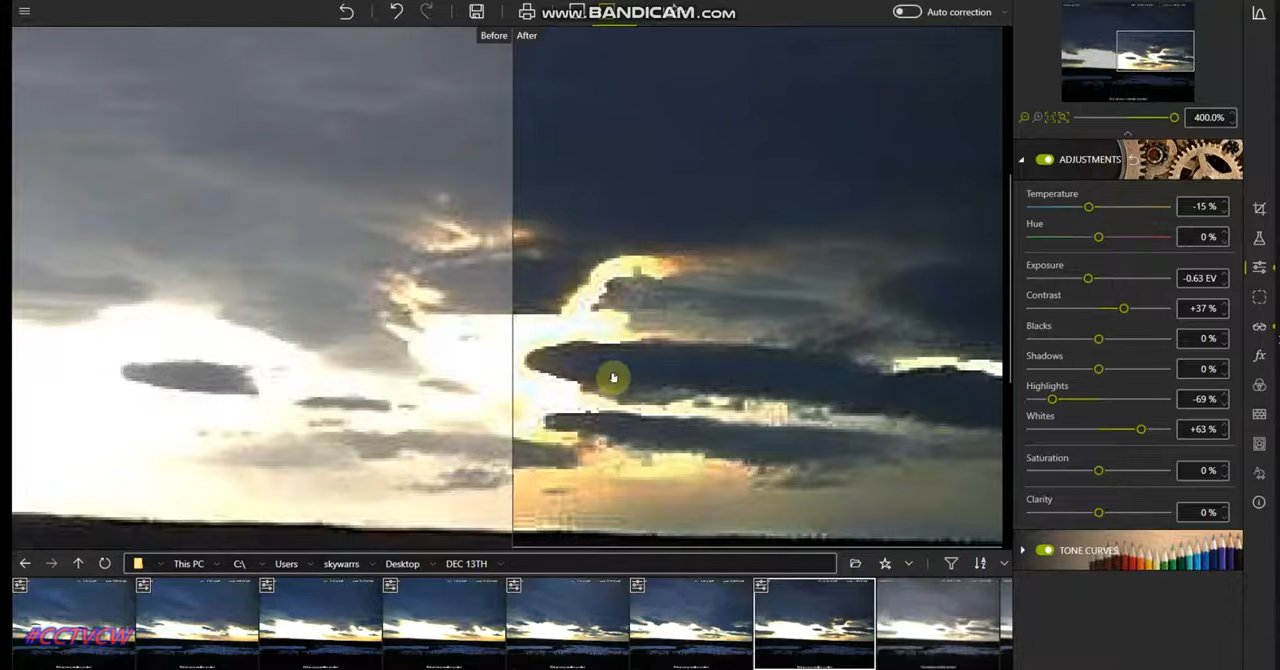 www.BANDICAM.com
Auto correction
Before
After
400.0%
ADJUSTMENTS
Temperature
-15 %
Hue
0 %
Exposure
-0.63 EV
Contrast
+37 %
Blacks
0 %
Shadows
0 %
Highlights
-69 %
Whites
+63 %
Saturation
0 %
Clarity
0 %
TONE CURVES
This PC
C:\
Users
skywarrs
Desktop
DEC 13TH
#CCTVCW